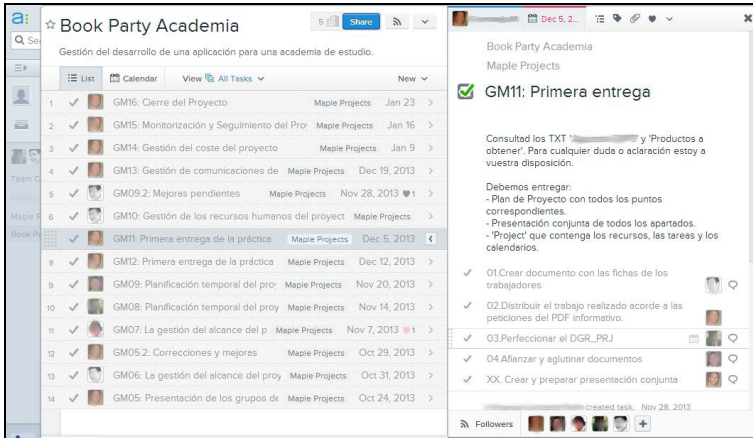 a:
Book Party Academia
5
Share
Gestión del desarrollo de una aplicación para una academia de estudio.
List
Calendar
View
All Tasks
New
1 GM16: Cierre del Proyecto Maple Projects Jan 23
2 GM15: Monitorización y Seguimiento del Proy Maple Projects Jan 16
3 GM14: Gestión del coste del proyecto Maple Projects Jan 9
4 GM13: Gestión de comunicaciones de Maple Projects Dec 19, 2013
5 GM09.2: Mejoras pendientes Maple Projects Nov 28, 2013 1
6 GM10: Gestión de los recursos humanos del proyect Maple Projects
GM11: Primera entrega de la práctica Maple Projects Dec 5, 2013
8 GM12: Primera entrega de la práctica Maple Projects Dec 12, 2013
9 GM09: Planificación temporal del proy Maple Projects Nov 20, 2013
10 GM08: Planificación temporal del proy Maple Projects Nov 14, 2013
11 GM07: La gestión del alcance del p Maple Projects Nov 7, 2013 1
12 GM05.2: Correcciones y mejoras Maple Projects Oct 29, 2013
13 GM06: La gestión del alcance del proy Maple Projects Oct 31, 2013
14 GM05: Presentación de los grupos de Maple Projects Oct 24, 2013
Dec 5, 2...
Book Party Academia
Maple Projects
GM11: Primera entrega
Consultad los TXT ' y 'Productos a
obtener'. Para cualquier duda o aclaración estoy a
vuestra disposición.
Debemos entregar:
- Plan de Proyecto con todos los puntos
correspondientes.
- Presentación conjunta de todos los apartados.
- 'Project' que contenga los recursos, las tareas y los
calendarios.
01.Crear documento con las fichas de los
trabajadores
02.Distribuir el trabajo realizado acorde a las
peticiones del PDF informativo.
03.Perfeccionar el DGR_PRJ
04.Afianzar y aglutinar documentos
XX. Crear y preparar presentación conjunta
created task. Nov 28, 2013
Followers